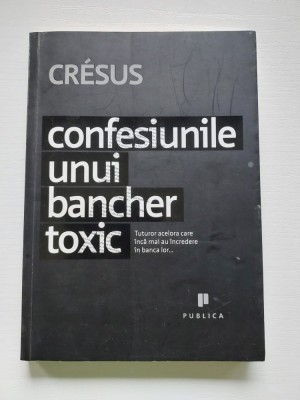 CRÉSUS
confesiunile
unui
bancher
toxic
Tuturor acelora care
încă mai au încredere
în banca lor...
PUBLICA